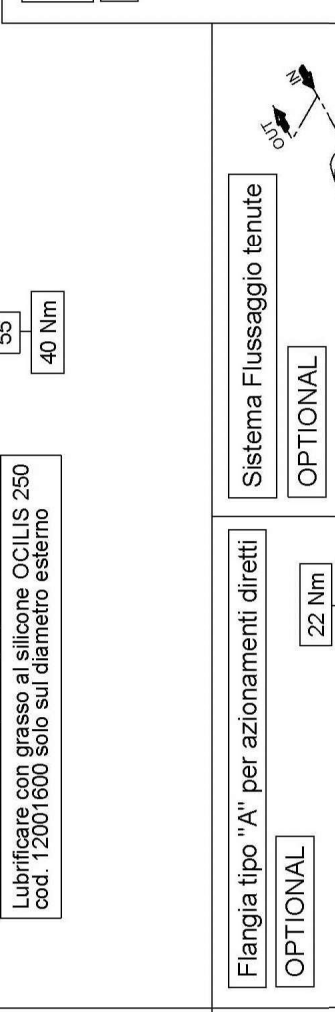 55
40 Nm
Lubrificare con grasso al silicone OCILIS 250
cod. 12001600 solo sul diametro esterno
Flangia tipo "A" per azionamenti diretti
OPTIONAL
22 Nm
Sistema Flussaggio tenute
OPTIONAL
OUT
IN